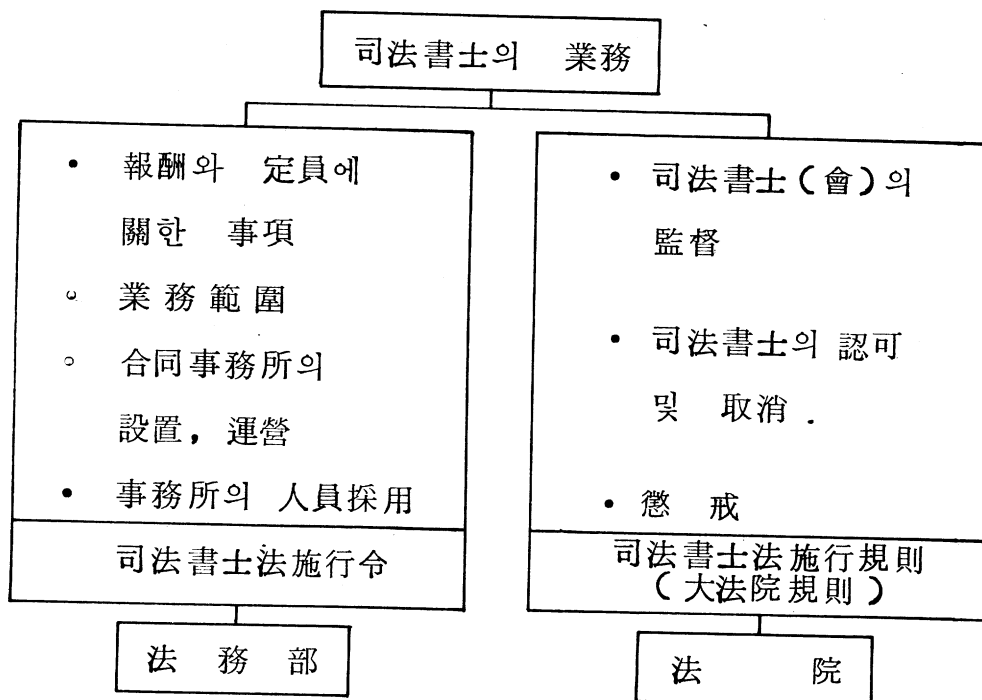 司法書士의 業務
• 報酬와 定員에
關한 事項
○ 業務範圍
○ 合同事務所의
設置, 運營
• 事務所의 人員採用
司法書士法施行令
法務部
• 司法書士(會)의
監督
• 司法書士의 認可
및 取消.
• 懲戒
司法書士法施行規則
(大法院規則)
法院